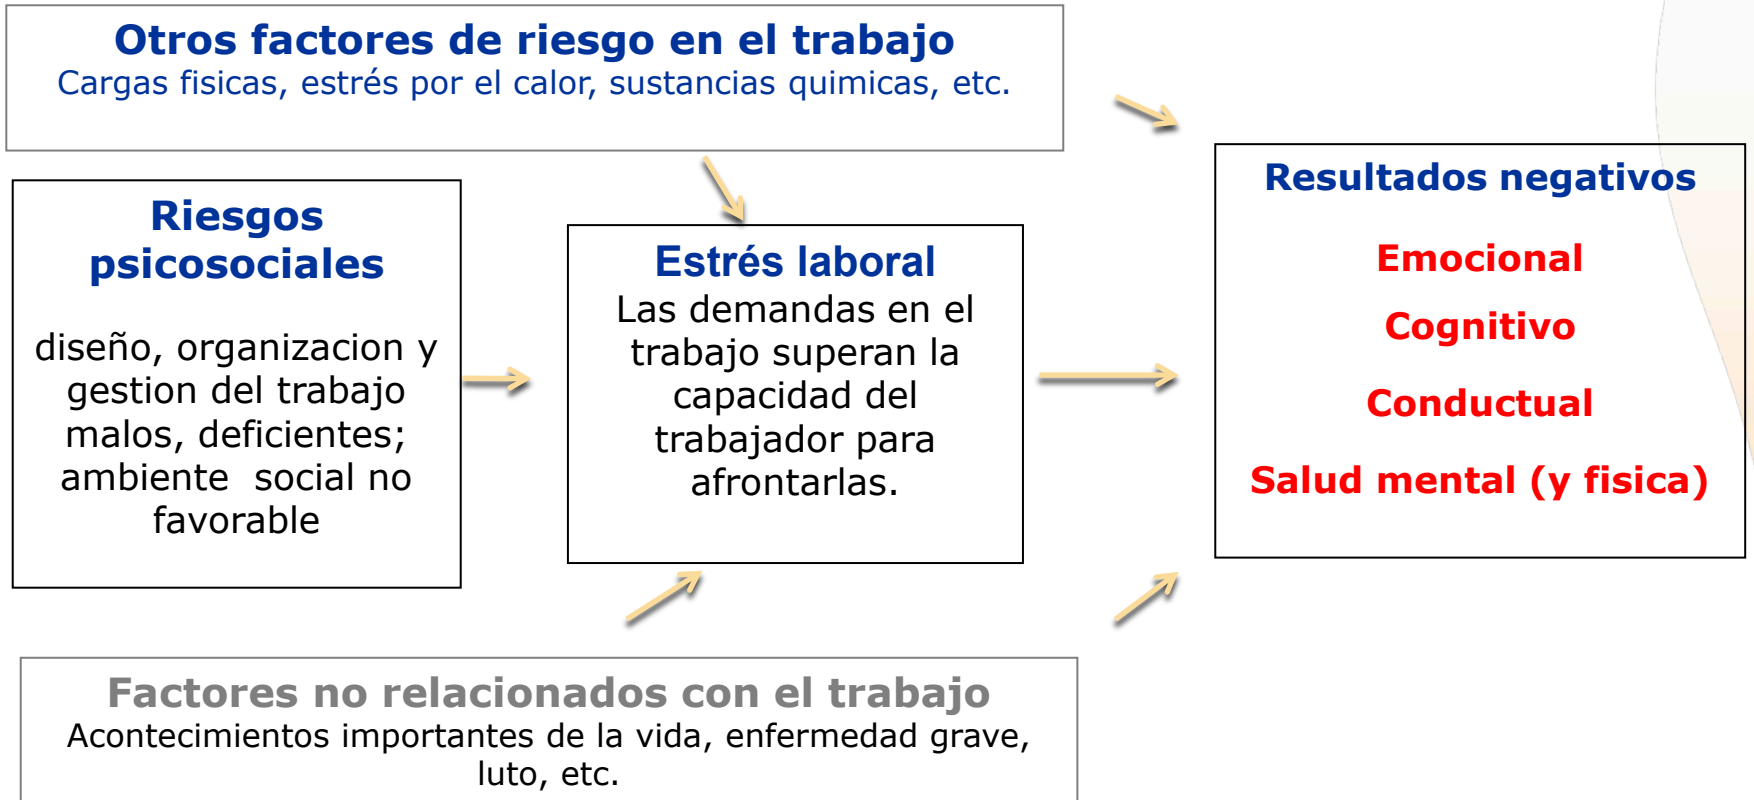 Otros factores de riesgo en el trabajo
Cargas fisicas, estrés por el calor, sustancias quimicas, etc.
Riesgos
psicosociales
diseño, organizacion y
gestion del trabajo
malos, deficientes;
ambiente social no
favorable
Estrés laboral
Las demandas en el
trabajo superan la
capacidad del
trabajador para
afrontarlas.
Resultados negativos
Emocional
Cognitivo
Conductual
Salud mental (y fisica)
Factores no relacionados con el trabajo
Acontecimientos importantes de la vida, enfermedad grave,
luto, etc.